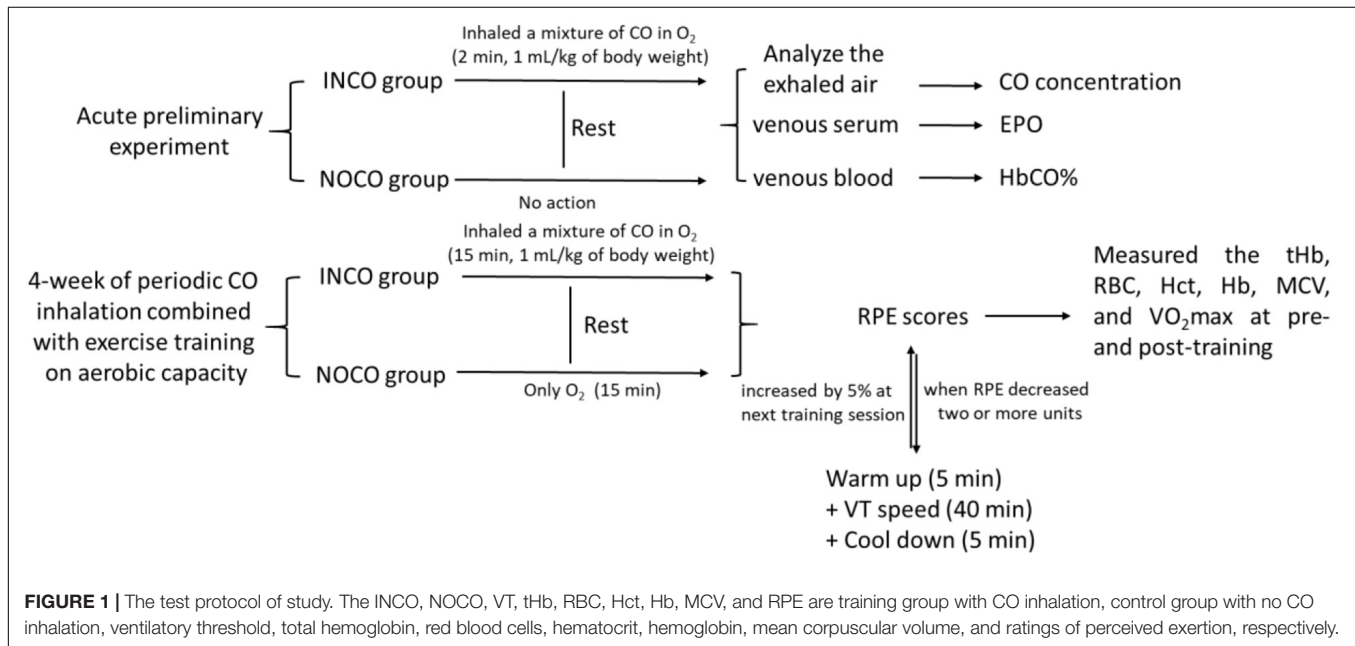 Inhaled a mixture of CO in O₂
(2 min, 1 mL/kg of body weight)
INCO group
Acute preliminary
experiment
Rest
NOCO group
No action
Analyze the
exhaled air
CO concentration
venous serum
EPO
venous blood
HbCO%
Inhaled a mixture of CO in O₂
(15 min, 1 mL/kg of body weight)
INCO group
4-week of periodic CO
inhalation combined
with exercise training
on aerobic capacity
Rest
NOCO group
Only O₂ (15 min)
RPE scores
Measured the tHb,
RBC, Hct, Hb, MCV,
and VO₂max at pre-
and post-training
increased by 5% at
next training session
when RPE decreased
two or more units
Warm up (5 min)
+ VT speed (40 min)
+ Cool down (5 min)
FIGURE 1 | The test protocol of study. The INCO, NOCO, VT, tHb, RBC, Hct, Hb, MCV, and RPE are training group with CO inhalation, control group with no CO
inhalation, ventilatory threshold, total hemoglobin, red blood cells, hematocrit, hemoglobin, mean corpuscular volume, and ratings of perceived exertion, respectively.